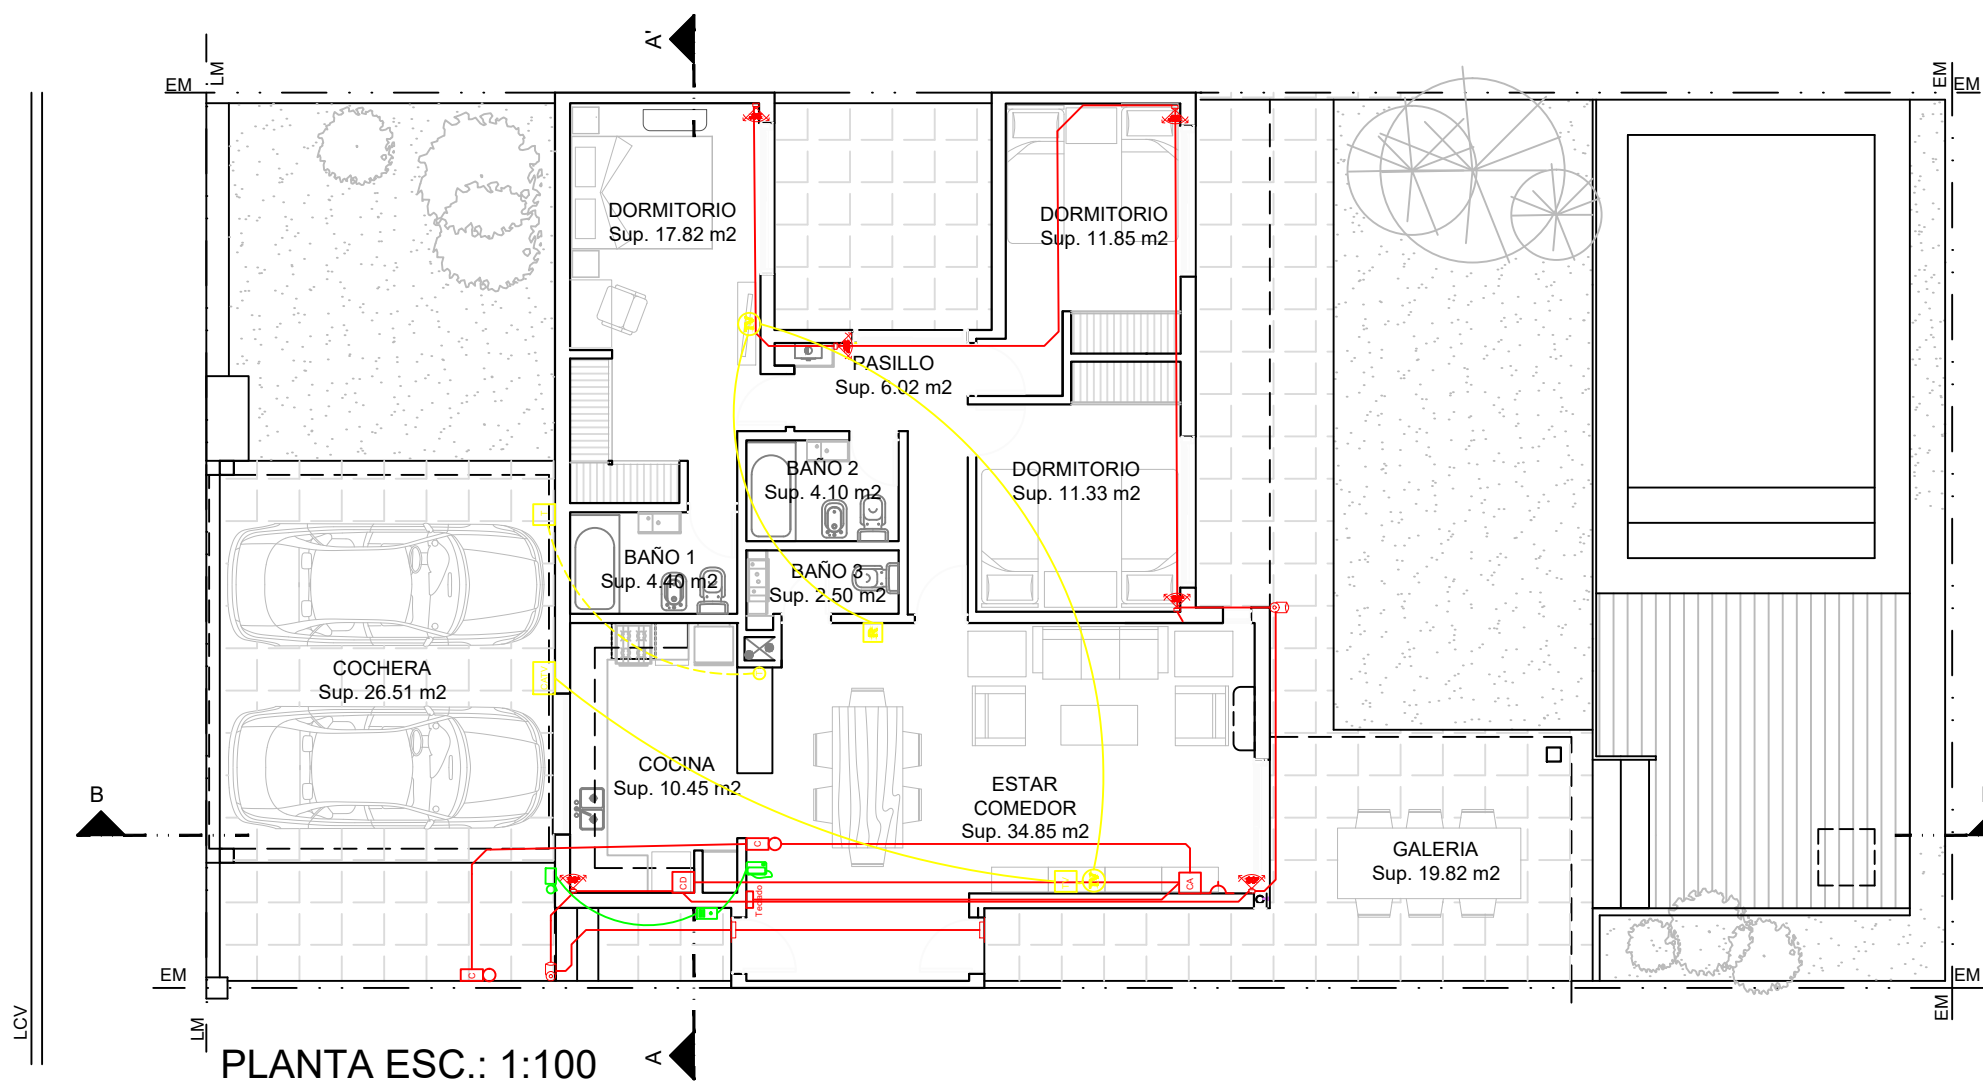 A'
LM
EM
EM
EM
DORMITORIO
Sup. 17.82 m2
DORMITORIO
Sup. 11.85 m2
PASILLO
Sup. 6.02 m2
BAÑO 2
Sup. 4.10 m2
DORMITORIO
Sup. 11.33 m2
BAÑO 1
Sup. 4.40 m2
BAÑO 3
Sup. 2.50 m2
COCHERA
Sup. 26.51 m2
COCINA
Sup. 10.45 m2
ESTAR
COMEDOR
Sup. 34.85 m2
B
GALERIA
Sup. 19.82 m2
C
CD
CA
Teclado
C
EM
EM
EM
LCV
LM
A
PLANTA ESC.: 1:100